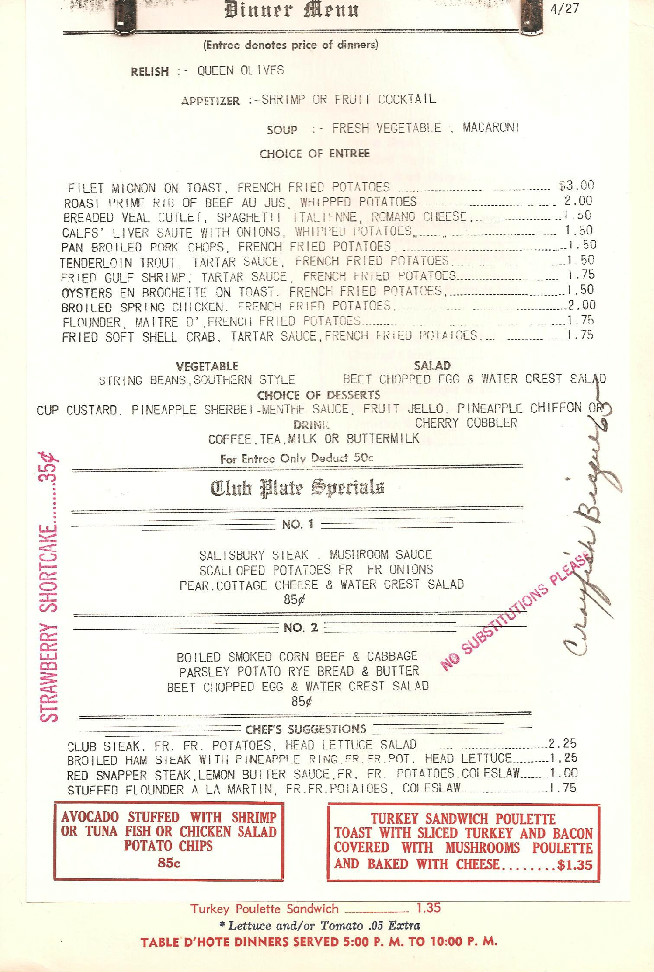 Dinner Menu
4/27
(Entree denotes price of dinners)
RELISH :- QUEEN OLIVES
APPETIZER :-SHRIMP OR FRUIT COCKTAIL
SOUP :- FRESH VEGETABLE , MACARONI
CHOICE OF ENTREE
FILET MIGNON ON TOAST, FRENCH FRIED POTATOES $3.00
ROAST PRIME RIB OF BEEF AU JUS, WHIPPED POTATOES 2.00
BREADED VEAL CUTLET, SPAGHETTI ITALIENNE, ROMANO CHEESE, 1.50
CALFS' LIVER SAUTE WITH ONIONS, WHIPPED POTATOES, 1.50
PAN BROILED PORK CHOPS, FRENCH FRIED POTATOES 1.50
TENDERLOIN TROUT, TARTAR SAUCE, FRENCH FRIED POTATOES 1.50
FRIED GULF SHRIMP, TARTAR SAUCE, FRENCH FRIED POTATOES 1.75
OYSTERS EN BROCHETTE ON TOAST, FRENCH FRIED POTATOES, 1.50
BROILED SPRING CHICKEN, FRENCH FRIED POTATOES, 2.00
FLOUNDER, MAITRE D',FRENCH FRIED POTATOES 1.75
FRIED SOFT SHELL CRAB, TARTAR SAUCE,FRENCH FRIED POTATOES. 1.75
VEGETABLE SALAD
STRING BEANS,SOUTHERN STYLE BEET CHOPPED EGG & WATER CREST SALAD
CHOICE OF DESSERTS
CUP CUSTARD, PINEAPPLE SHERBET-MENTHE SAUCE, FRUIT JELLO, PINEAPPLE CHIFFON OR
DRINK CHERRY COBBLER
COFFEE,TEA,MILK OR BUTTERMILK
For Entree Only Deduct 50c
Club Plate Specials
NO. 1
SALISBURY STEAK , MUSHROOM SAUCE
SCALLOPED POTATOES FR FR ONIONS
PEAR,COTTAGE CHEESE & WATER CREST SALAD
85¢
NO. 2
BOILED SMOKED CORN BEEF & CABBAGE
PARSLEY POTATO RYE BREAD & BUTTER
BEET CHOPPED EGG & WATER CREST SALAD
85¢
STRAWBERRY SHORTCAKE.........35¢
NO SUBSTITUTIONS PLEASE
Crayfish Bisque 65
CHEF'S SUGGESTIONS
CLUB STEAK, FR. FR. POTATOES, HEAD LETTUCE SALAD 2.25
BROILED HAM STEAK WITH PINEAPPLE RING,FR.FR.POT. HEAD LETTUCE 1.25
RED SNAPPER STEAK,LEMON BUTTER SAUCE,FR. FR. POTATOES,COLESLAW 1.00
STUFFED FLOUNDER A LA MARTIN, FR.FR.POTATOES, COLESLAW 1.75
AVOCADO STUFFED WITH SHRIMP
OR TUNA FISH OR CHICKEN SALAD
POTATO CHIPS
85c
TURKEY SANDWICH POULETTE
TOAST WITH SLICED TURKEY AND BACON
COVERED WITH MUSHROOMS POULETTE
AND BAKED WITH CHEESE........$1.35
Turkey Poulette Sandwich 1.35
* Lettuce and/or Tomato .05 Extra
TABLE D'HOTE DINNERS SERVED 5:00 P. M. TO 10:00 P. M.